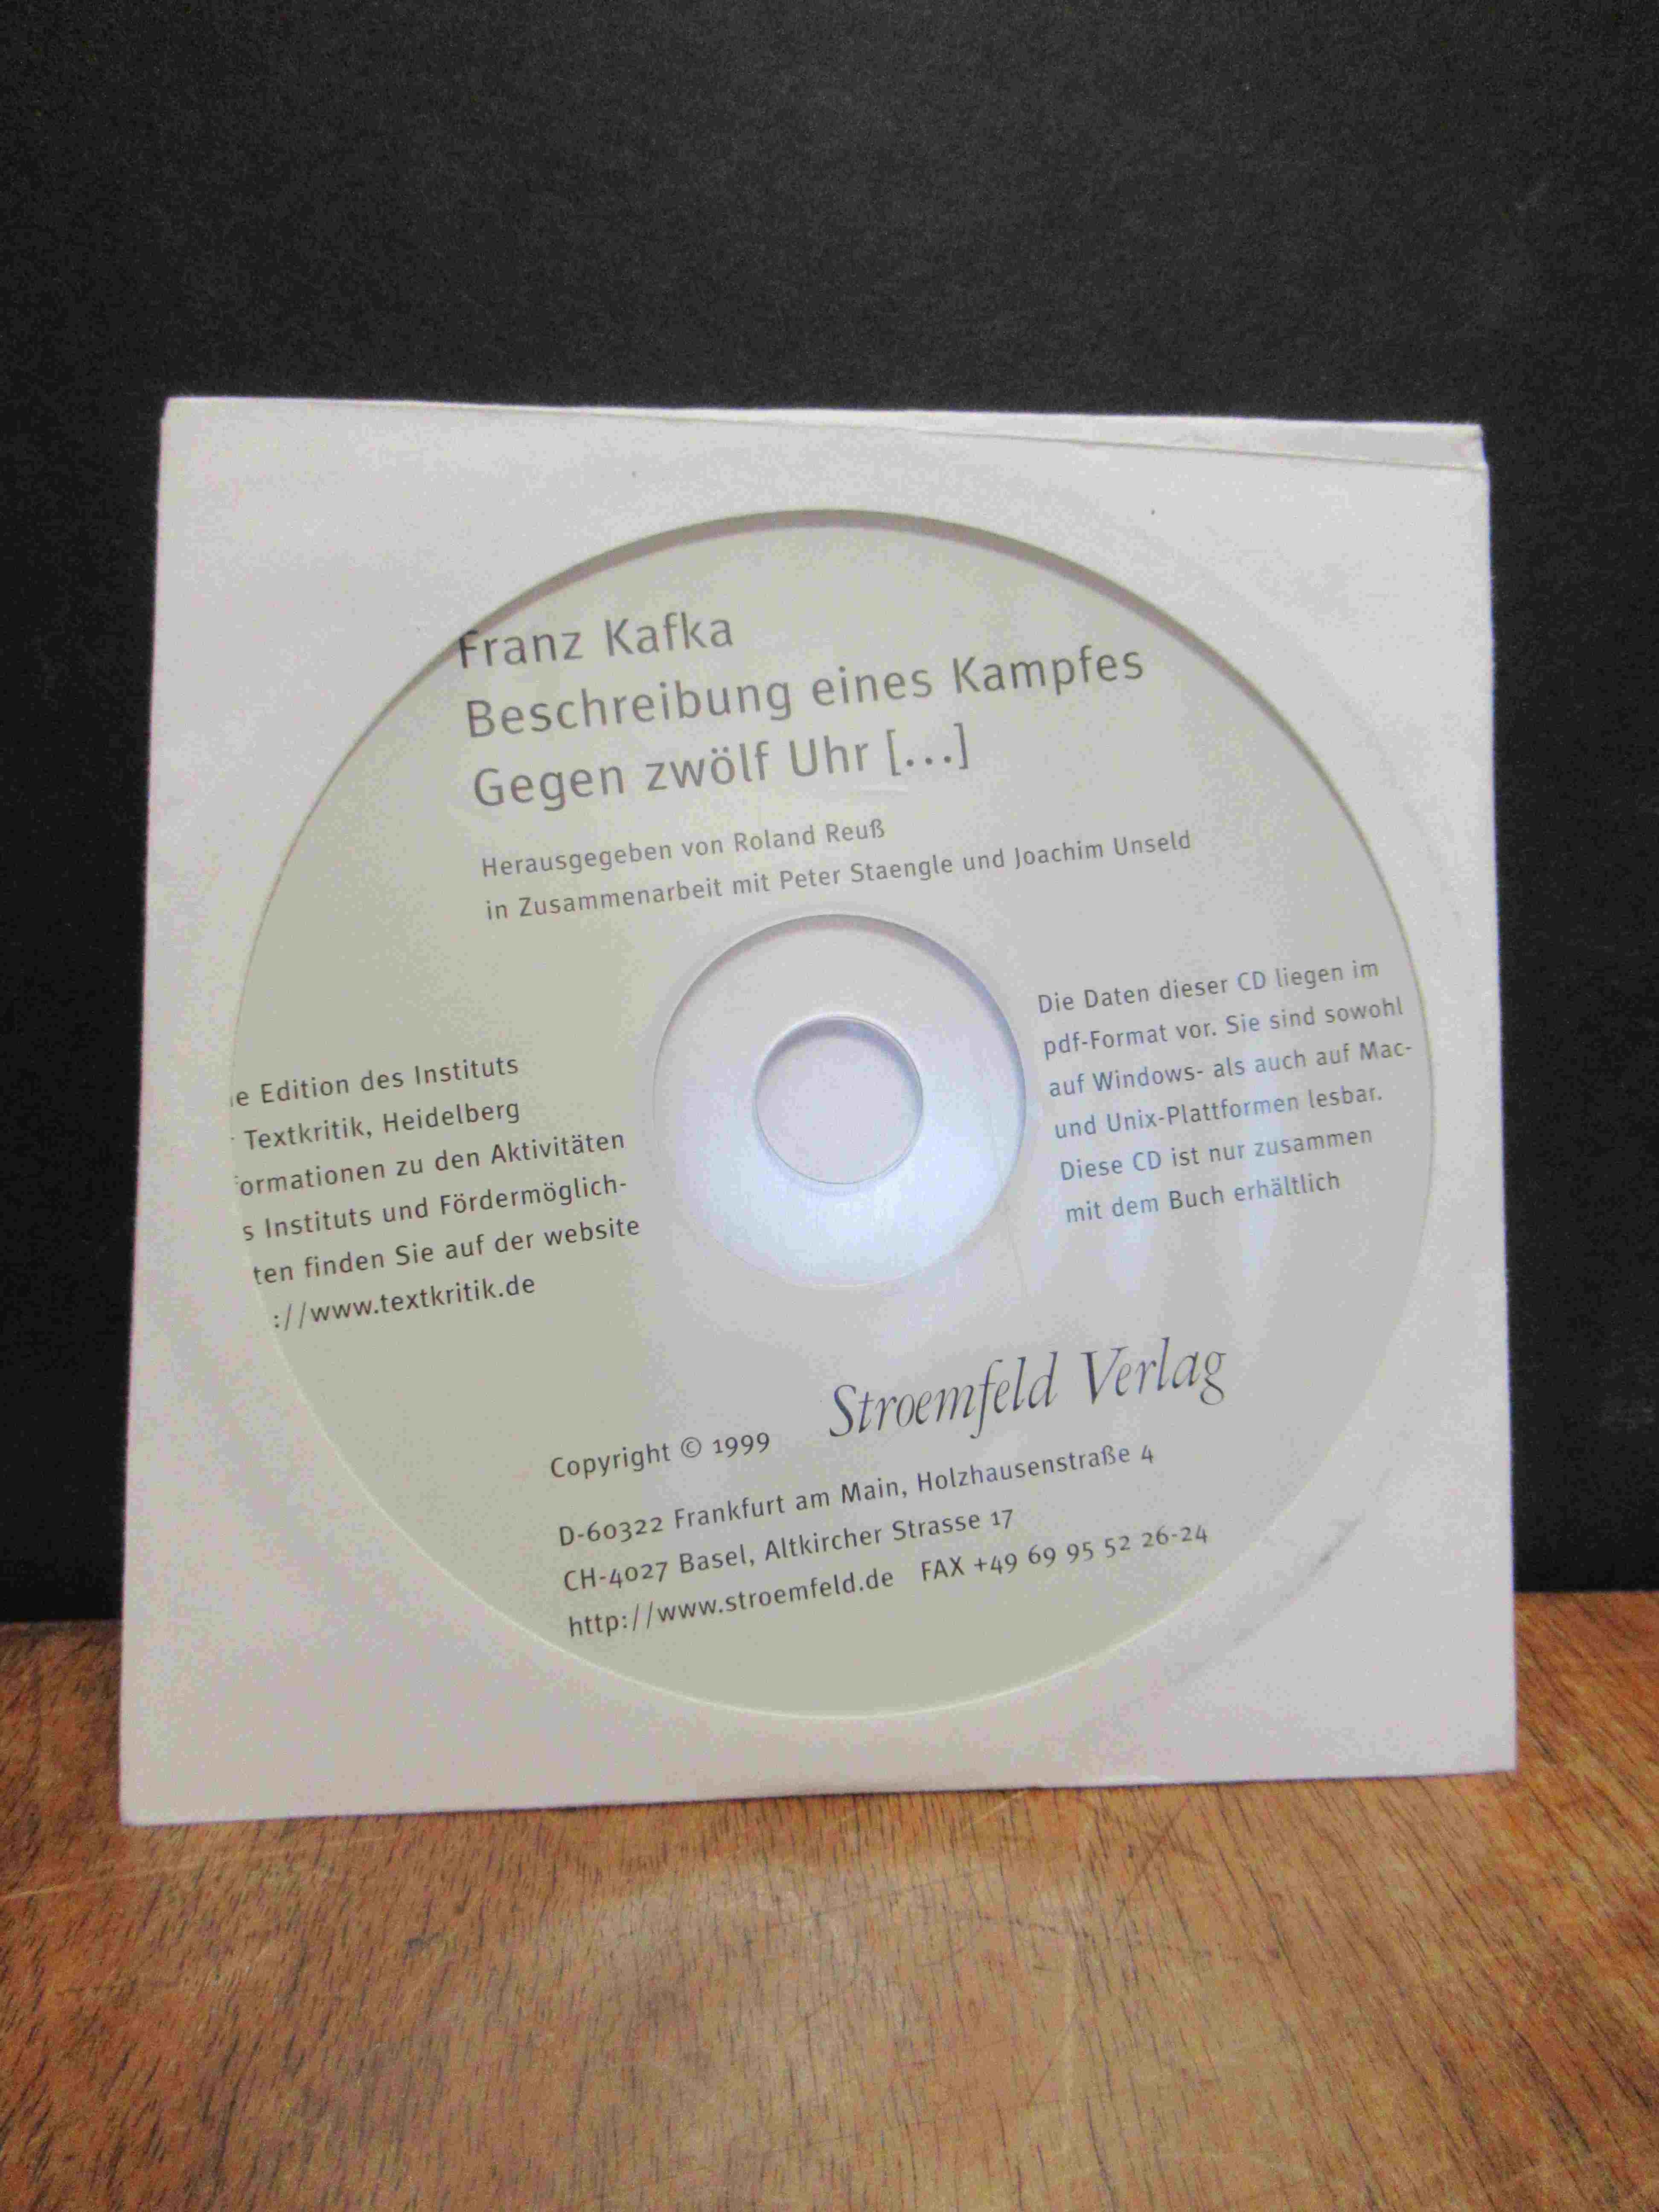 Franz Kafka
Beschreibung eines Kampfes
Gegen zwölf Uhr [...]
Herausgegeben von Roland Reuß
in Zusammenarbeit mit Peter Staengle und Joachim Unseld
Edition des Instituts
Textkritik, Heidelberg
ormationen zu den Aktivitäten
s Instituts und Fördermöglich-
ten finden Sie auf der website
://www.textkritik.de
Die Daten dieser CD liegen im
pdf-Format vor. Sie sind sowohl
auf Windows- als auch auf Mac-
und Unix-Plattformen lesbar.
Diese CD ist nur zusammen
mit dem Buch erhältlich
Copyright © 1999 Stroemfeld Verlag
D-60322 Frankfurt am Main, Holzhausenstraße 4
CH-4027 Basel, Altkircher Strasse 17
http://www.stroemfeld.de FAX +49 69 95 52 26-24